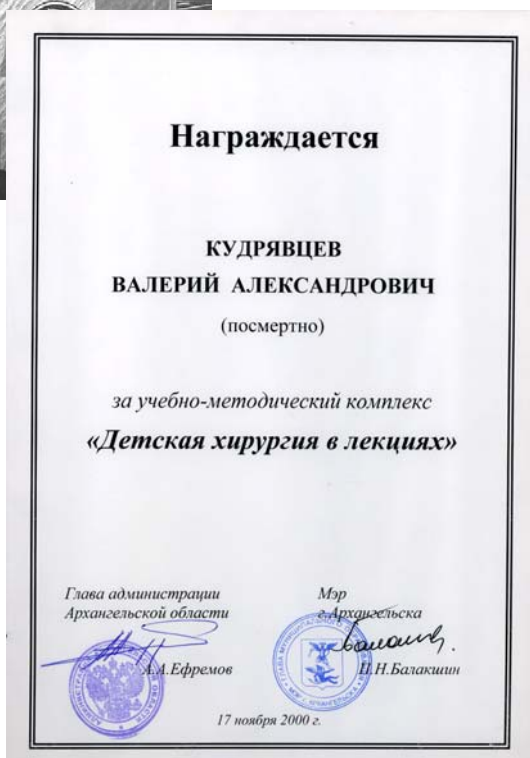 Награждается
КУДРЯВЦЕВ
ВАЛЕРИЙ АЛЕКСАНДРОВИЧ
(посмертно)
за учебно-методический комплекс
«Детская хирургия в лекциях»
Глава администрации
Архангельской области
А.А.Ефремов
Мэр
г.Архангельска
П.Н.Балакшин
17 ноября 2000 г.